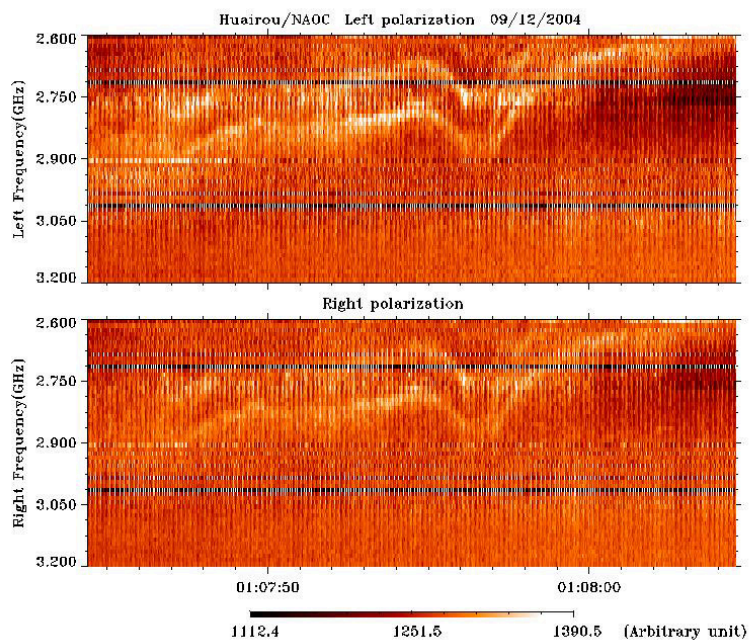 Huairou/NAOC Left polarization 09/12/2004
2.600
2.750
2.900
3.050
3.200
Left Frequency(GHz)
Right polarization
2.600
2.750
2.900
3.050
3.200
Right Frequency(GHz)
01:07:50 01:08:00
1112.4 1251.5 1390.5 (Arbitrary unit)